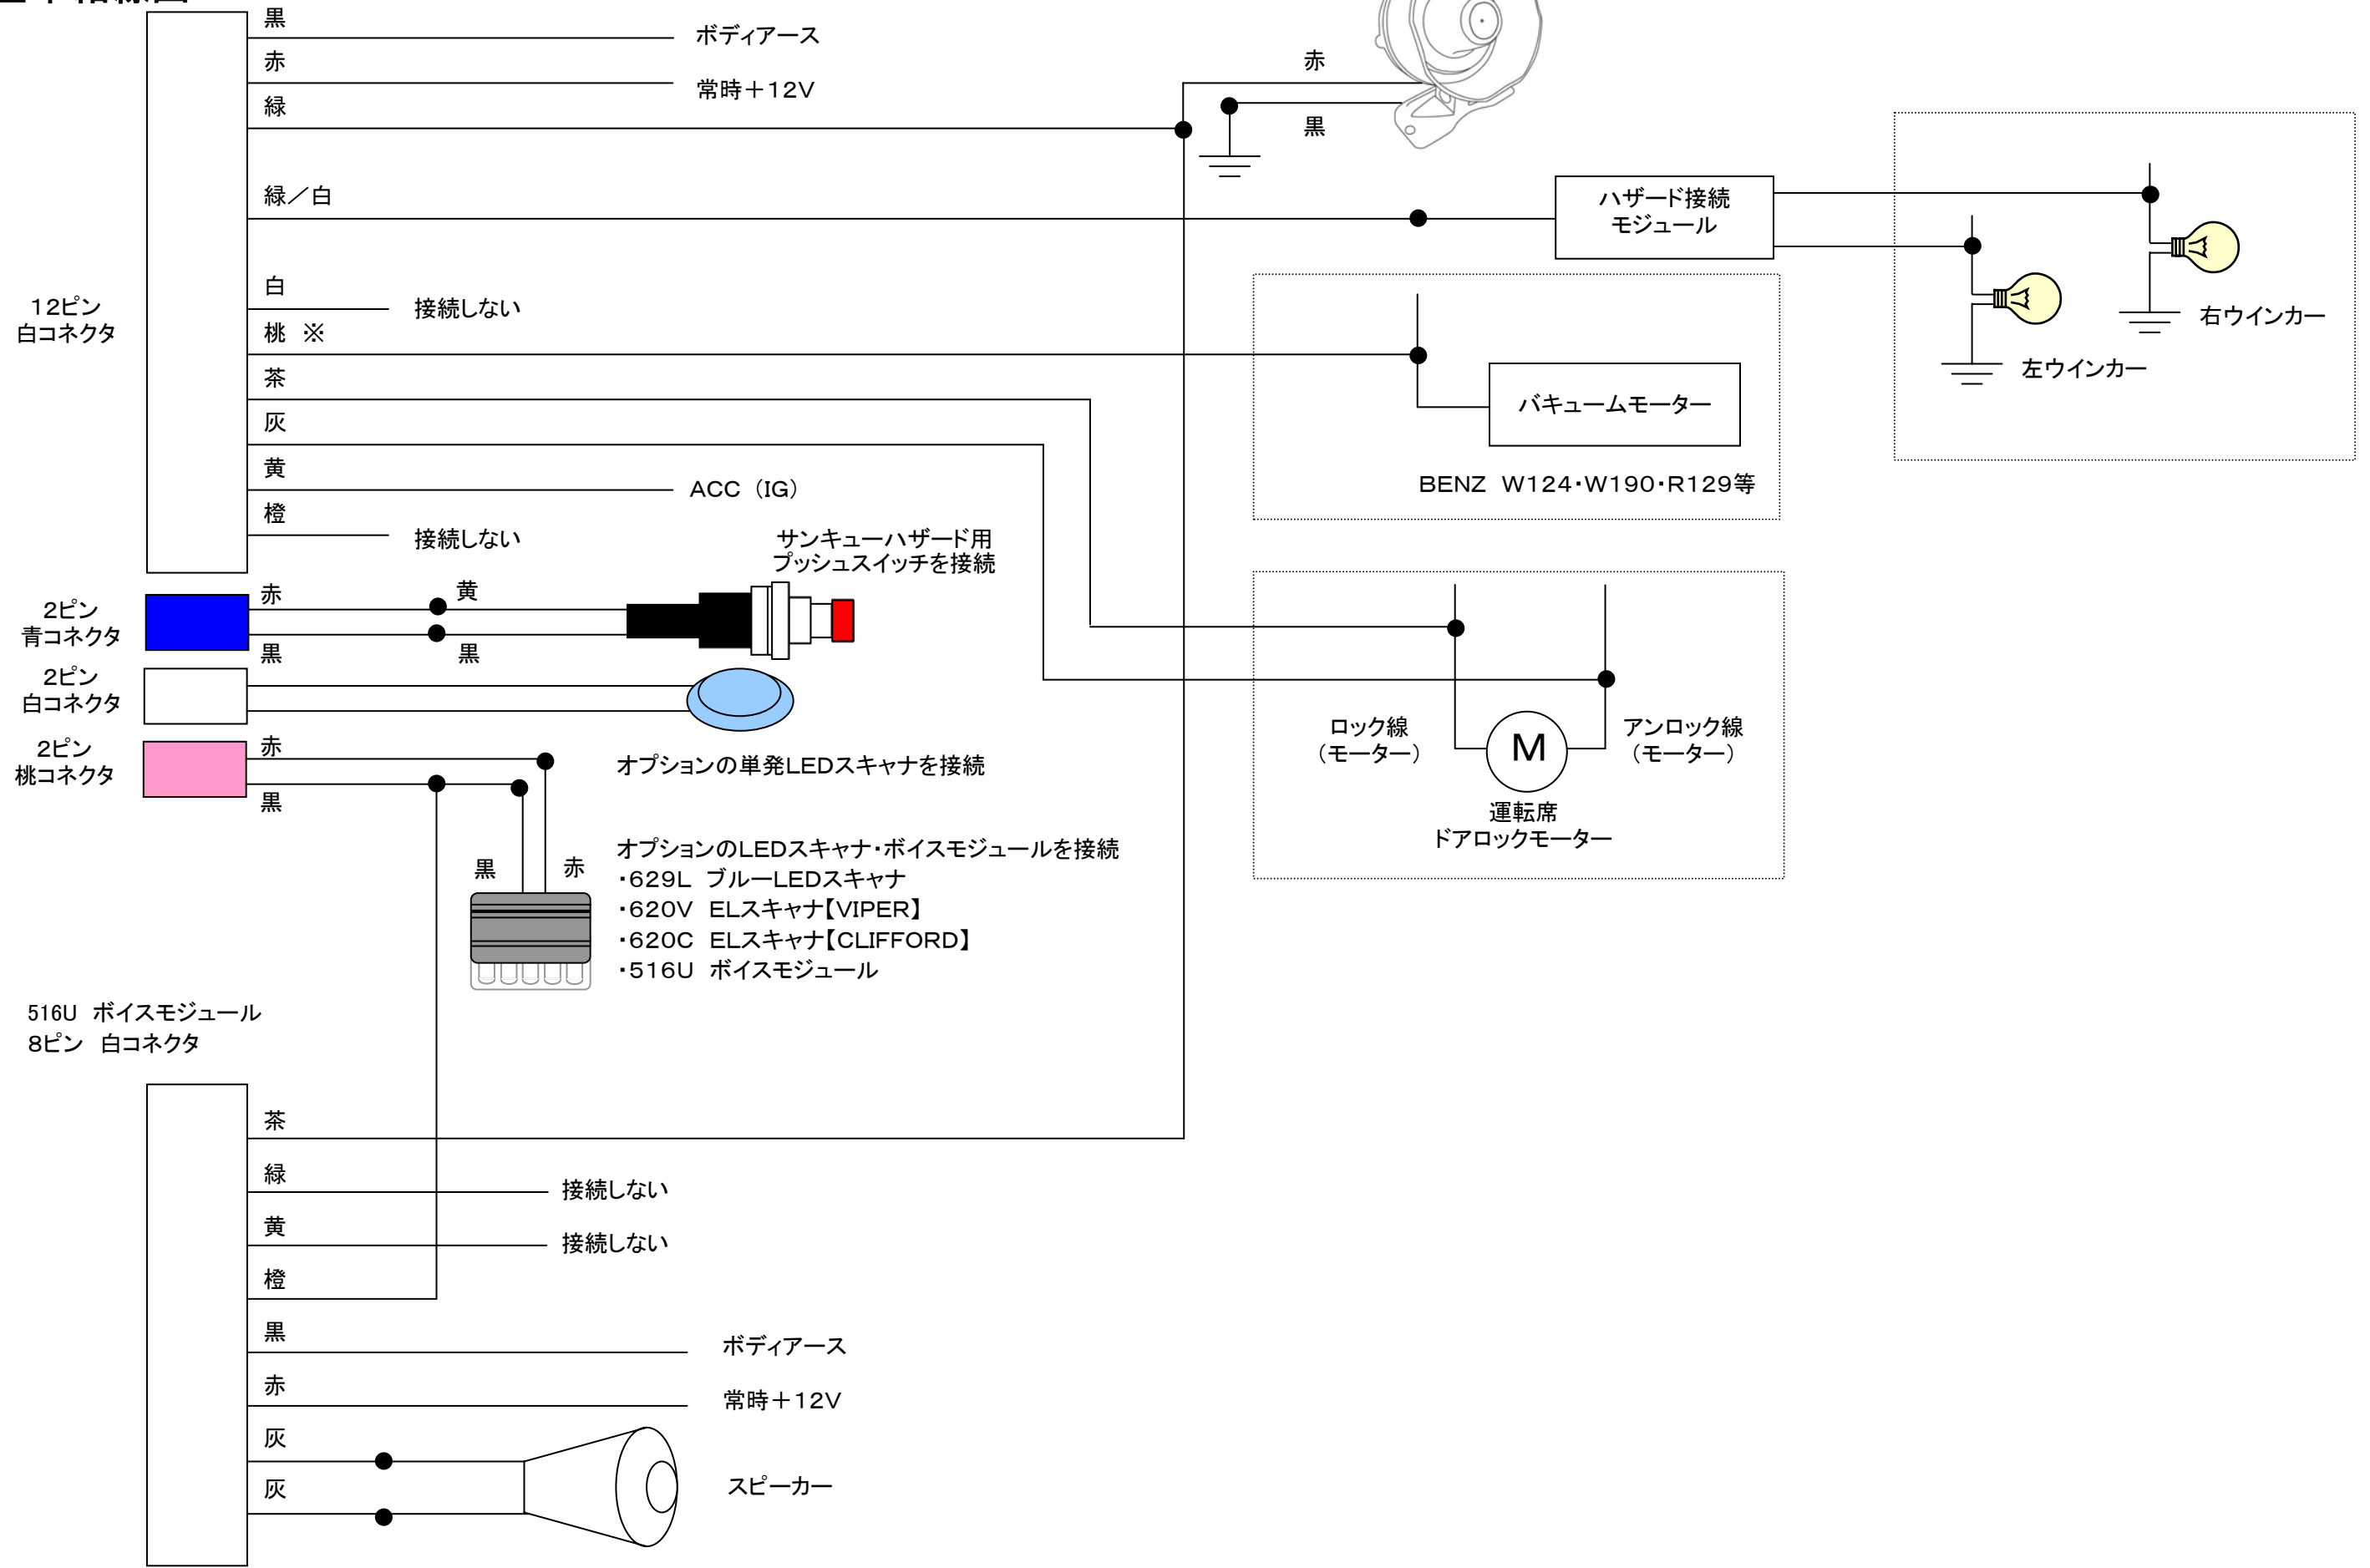 黒
ボディアース
赤
常時＋12V
緑
赤
黒
緑／白
ハザード接続
モジュール
右ウインカー
左ウインカー
12ピン
白コネクタ
白
接続しない
桃 ※
バキュームモーター
BENZ W124・W190・R129等
茶
灰
黄
ACC（IG）
橙
接続しない
サンキューハザード用
プッシュスイッチを接続
2ピン
青コネクタ
赤
黄
黒
黒
2ピン
白コネクタ
2ピン
桃コネクタ
赤
黒
オプションの単発LEDスキャナを接続
ロック線
（モーター）
M
アンロック線
（モーター）
運転席
ドアロックモーター
黒
赤
オプションのLEDスキャナ・ボイスモジュールを接続
・629L ブルーLEDスキャナ
・620V ELスキャナ【VIPER】
・620C ELスキャナ【CLIFFORD】
・516U ボイスモジュール
516U ボイスモジュール
8ピン 白コネクタ
茶
緑
接続しない
黄
接続しない
橙
黒
ボディアース
赤
常時＋12V
灰
灰
スピーカー